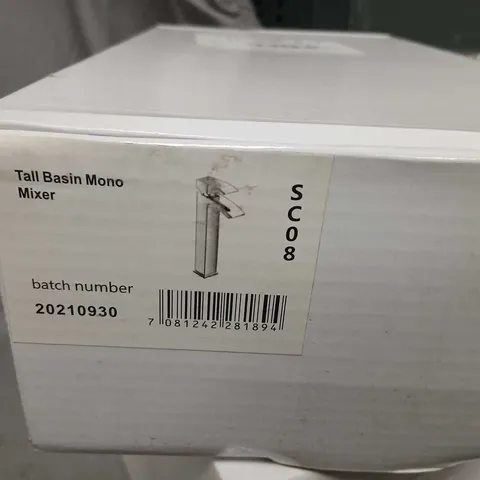 Tall Basin Mono
Mixer
SC08
batch number
20210930
7 081242 281894